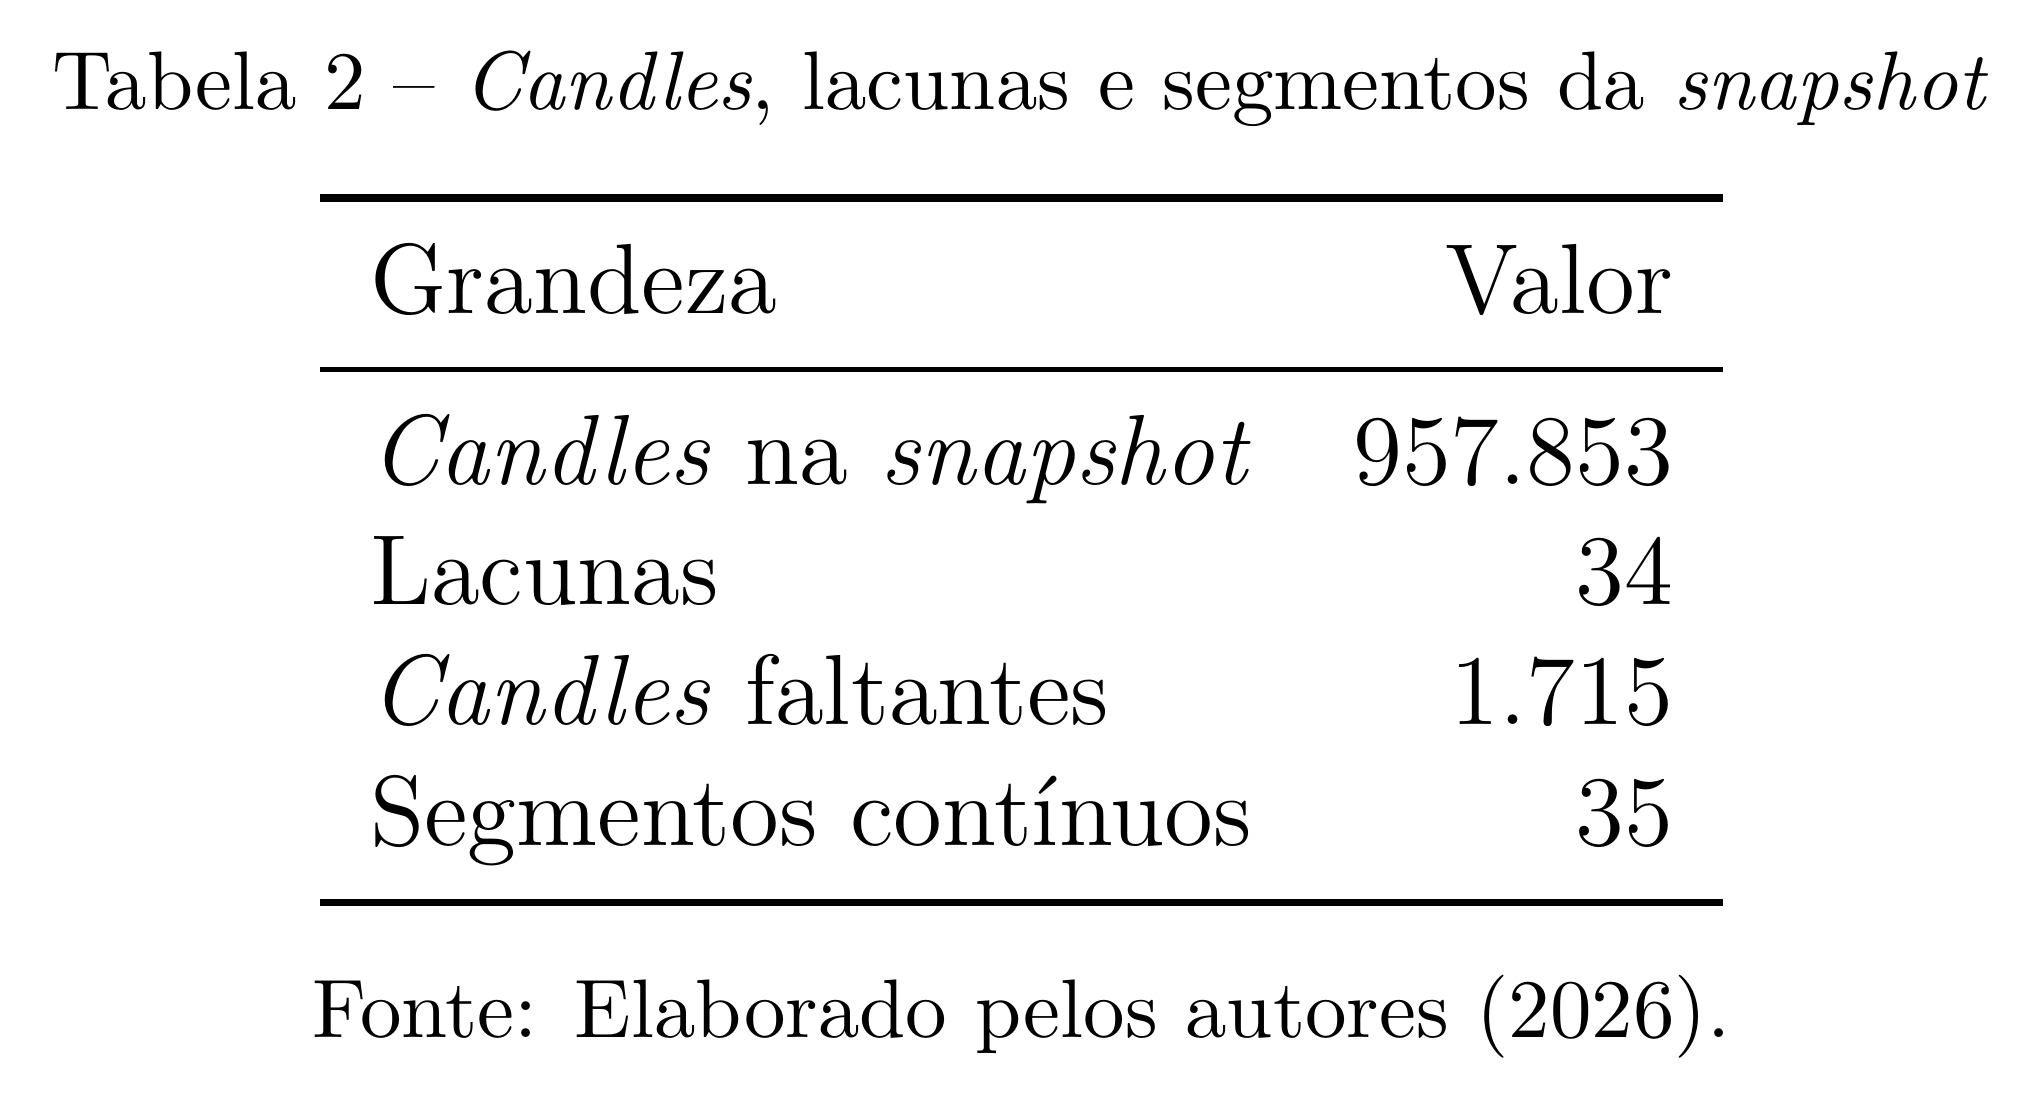 Tabela 2 – Candles, lacunas e segmentos da snapshot
Grandeza Valor
Candles na snapshot 957.853
Lacunas 34
Candles faltantes 1.715
Segmentos contínuos 35
Fonte: Elaborado pelos autores (2026).